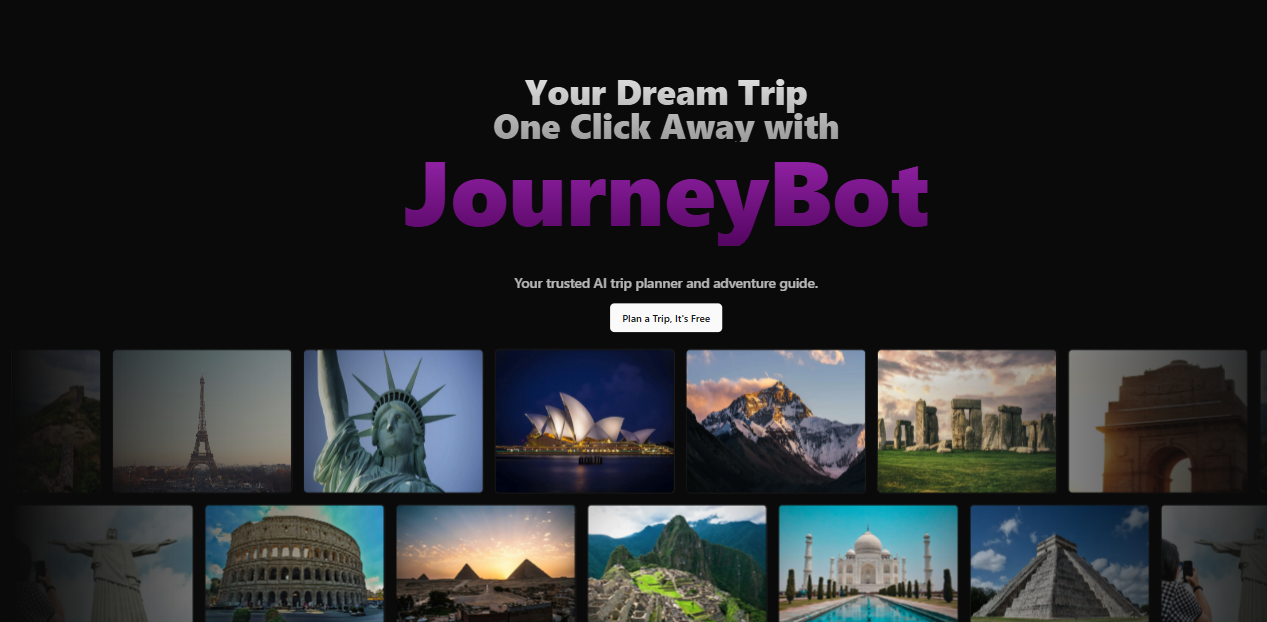 Your Dream Trip
One Click Away with
JourneyBot
Your trusted AI trip planner and adventure guide.
Plan a Trip, It's Free